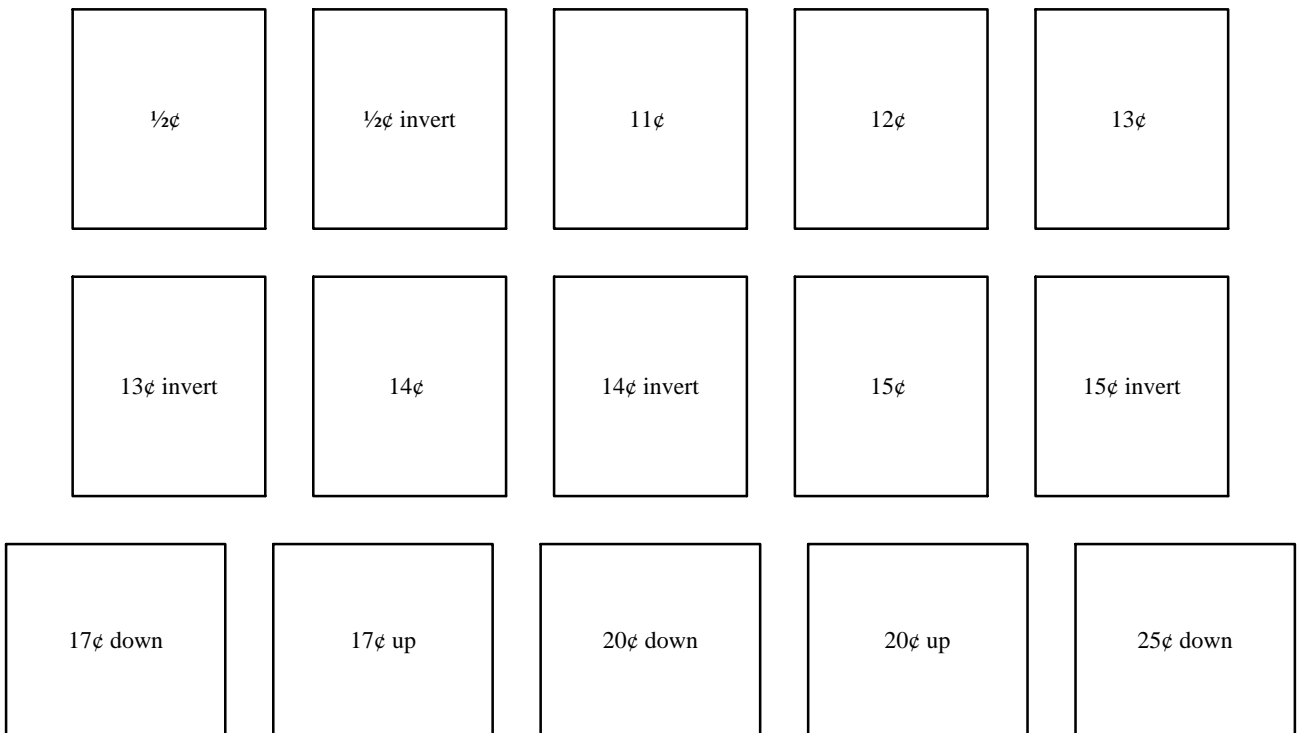 ½¢
½¢ invert
11¢
12¢
13¢
13¢ invert
14¢
14¢ invert
15¢
15¢ invert
17¢ down
17¢ up
20¢ down
20¢ up
25¢ down